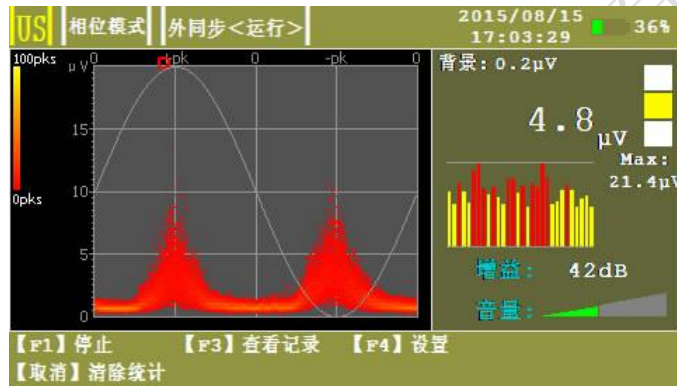 US 相位模式 外同步<运行> 2015/08/15 36%
17:03:29
100pks μV 0 +pk 0 -pk 0 背景:0.2μV
15
4.8μV
Max:
10 21.4μV
0pks
5
增益: 42dB
0 音量:
【F1】停止 【F3】查看记录 【F4】设置
【取消】清除统计